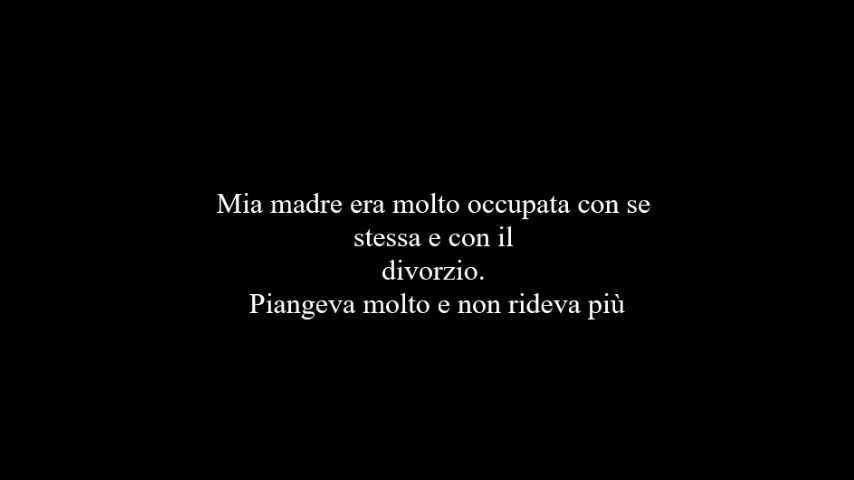 Mia madre era molto occupata con se
stessa e con il
divorzio.
Piangeva molto e non rideva più